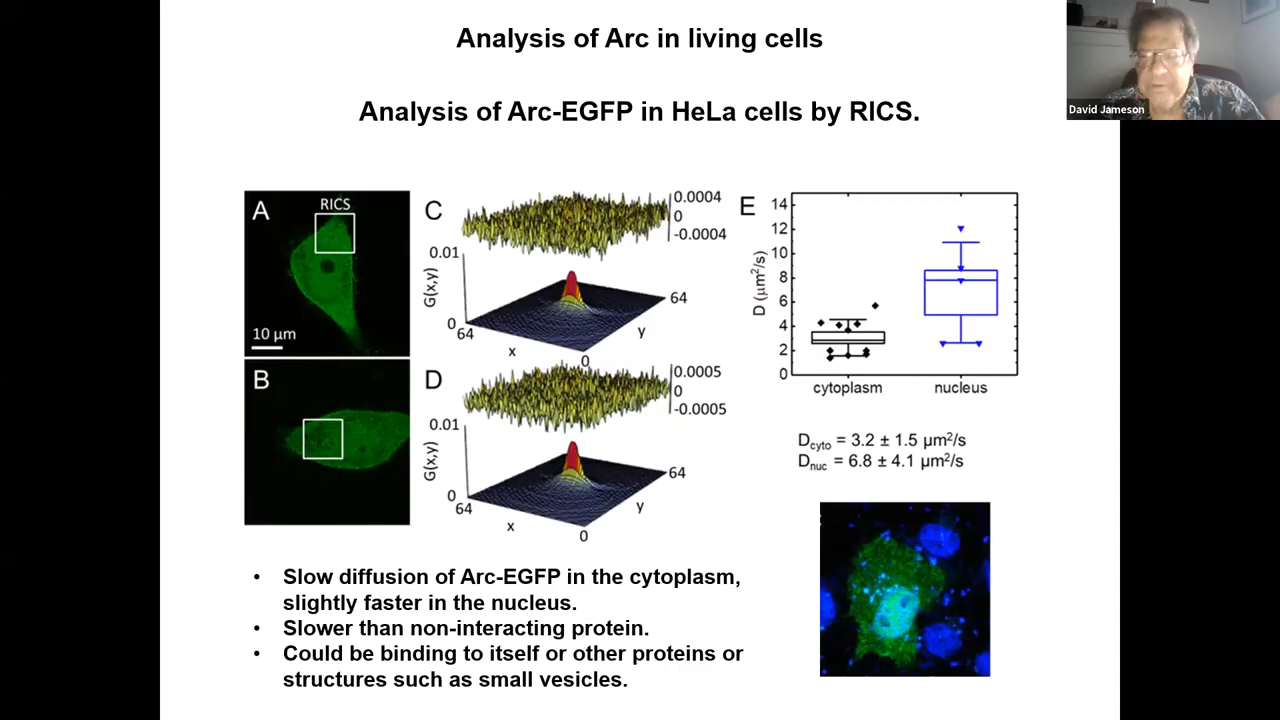 Analysis of Arc in living cells
Analysis of Arc-EGFP in HeLa cells by RICS.
David Jameson
A
RICS
10 μm
B
C
0.0004
0
-0.0004
0.01
G(x,y)
0
64
x
0
y
64
D
0.0005
0
-0.0005
0.01
G(x,y)
0
64
x
0
y
64
E
14
12
10
8
6
4
2
0
D (μm²/s)
cytoplasm
nucleus
Dcyto = 3.2 ± 1.5 μm²/s
Dnuc = 6.8 ± 4.1 μm²/s
• Slow diffusion of Arc-EGFP in the cytoplasm,
slightly faster in the nucleus.
• Slower than non-interacting protein.
• Could be binding to itself or other proteins or
structures such as small vesicles.